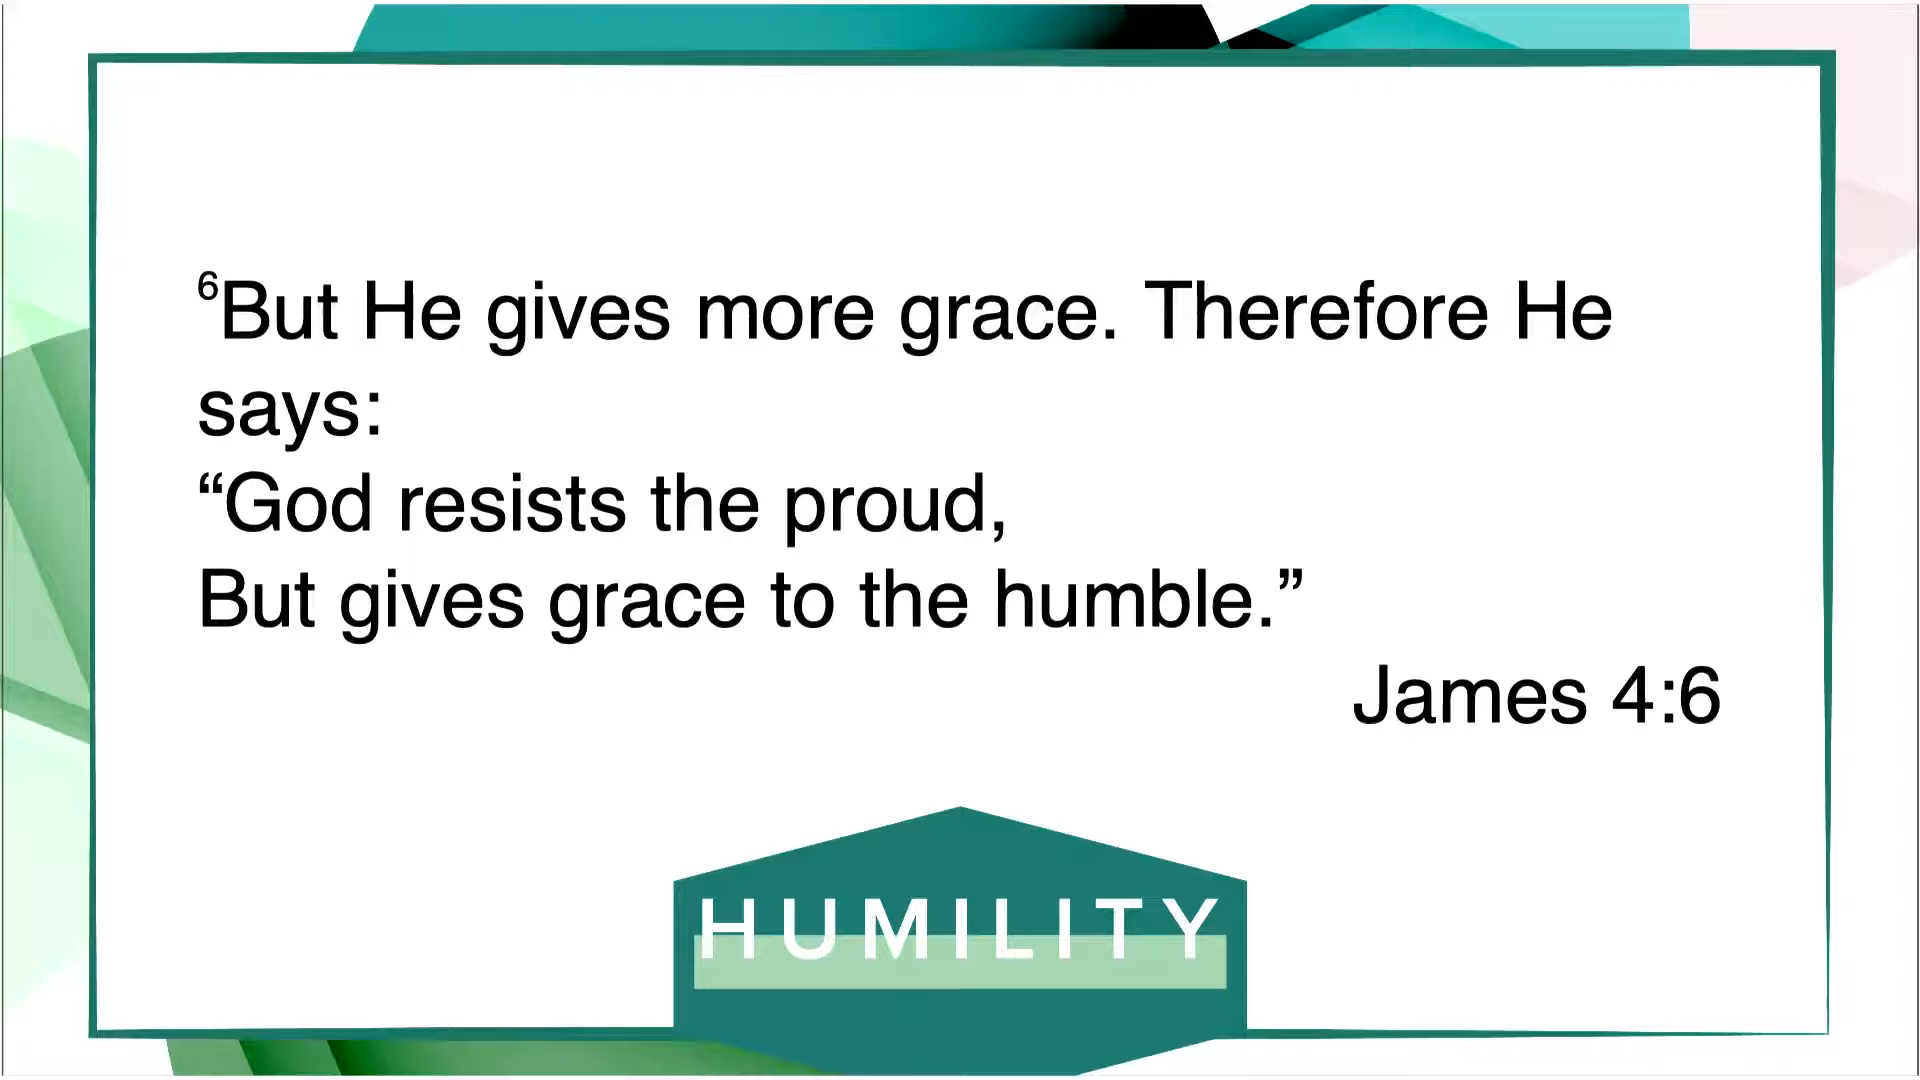 ⁶But He gives more grace. Therefore He
says:
“God resists the proud,
But gives grace to the humble.”
James 4:6
HUMILITY